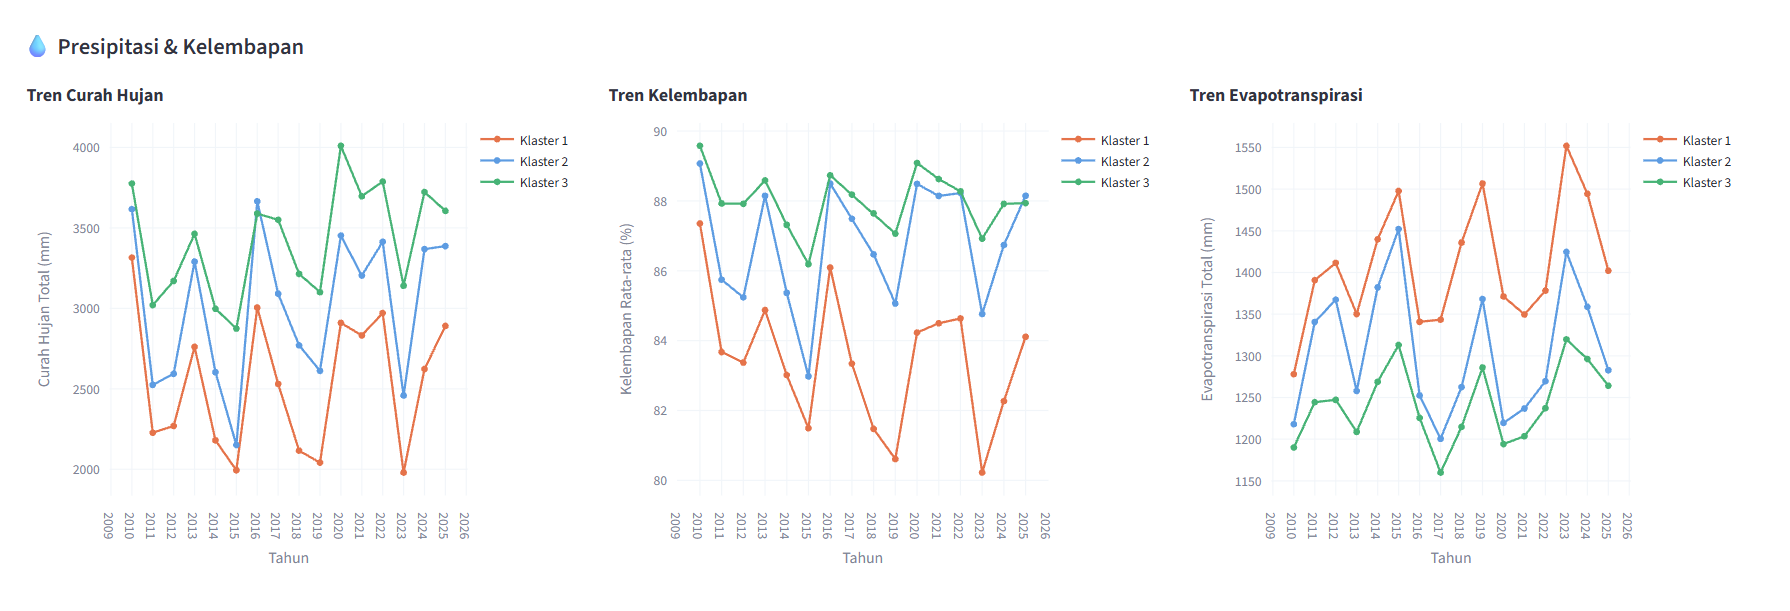 💧 Presipitasi & Kelembapan
Tren Curah Hujan
Curah Hujan Total (mm)
4000
3500
3000
2500
2000
2009 2010 2011 2012 2013 2014 2015 2016 2017 2018 2019 2020 2021 2022 2023 2024 2025 2026
Tahun
Klaster 1
Klaster 2
Klaster 3
Tren Kelembapan
Kelembapan Rata-rata (%)
90
88
86
84
82
80
2009 2010 2011 2012 2013 2014 2015 2016 2017 2018 2019 2020 2021 2022 2023 2024 2025 2026
Tahun
Klaster 1
Klaster 2
Klaster 3
Tren Evapotranspirasi
Evapotranspirasi Total (mm)
1550
1500
1450
1400
1350
1300
1250
1200
1150
2009 2010 2011 2012 2013 2014 2015 2016 2017 2018 2019 2020 2021 2022 2023 2024 2025 2026
Tahun
Klaster 1
Klaster 2
Klaster 3